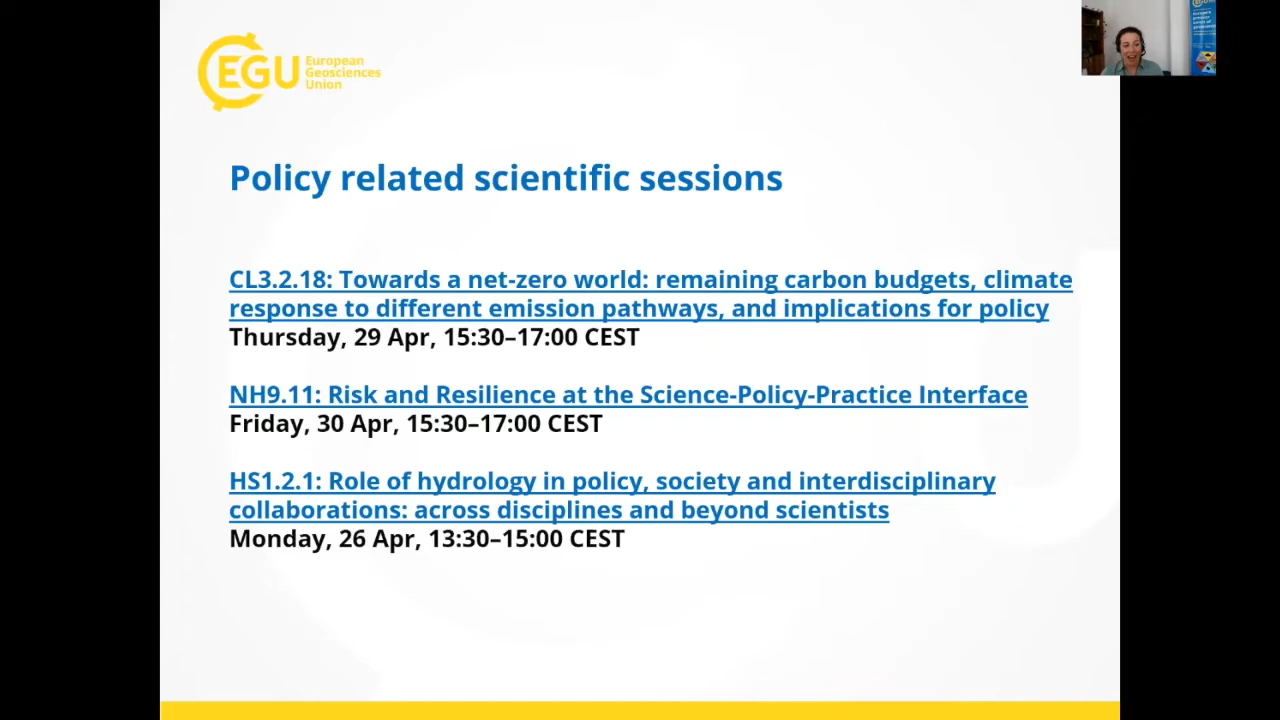 EGU
European
Geosciences
Union
Policy related scientific sessions
CL3.2.18: Towards a net-zero world: remaining carbon budgets, climate
response to different emission pathways, and implications for policy
Thursday, 29 Apr, 15:30–17:00 CEST
NH9.11: Risk and Resilience at the Science-Policy-Practice Interface
Friday, 30 Apr, 15:30–17:00 CEST
HS1.2.1: Role of hydrology in policy, society and interdisciplinary
collaborations: across disciplines and beyond scientists
Monday, 26 Apr, 13:30–15:00 CEST